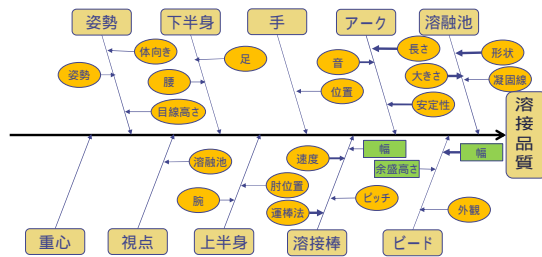 姿勢
下半身
手
アーク
溶融池
体向き
姿勢
目線高さ
足
腰
位置
音
長さ
大きさ
安定性
形状
凝固線
溶接品質
溶融池
腕
肘位置
速度
運棒法
幅
余盛高さ
ピッチ
幅
外観
重心
視点
上半身
溶接棒
ビード